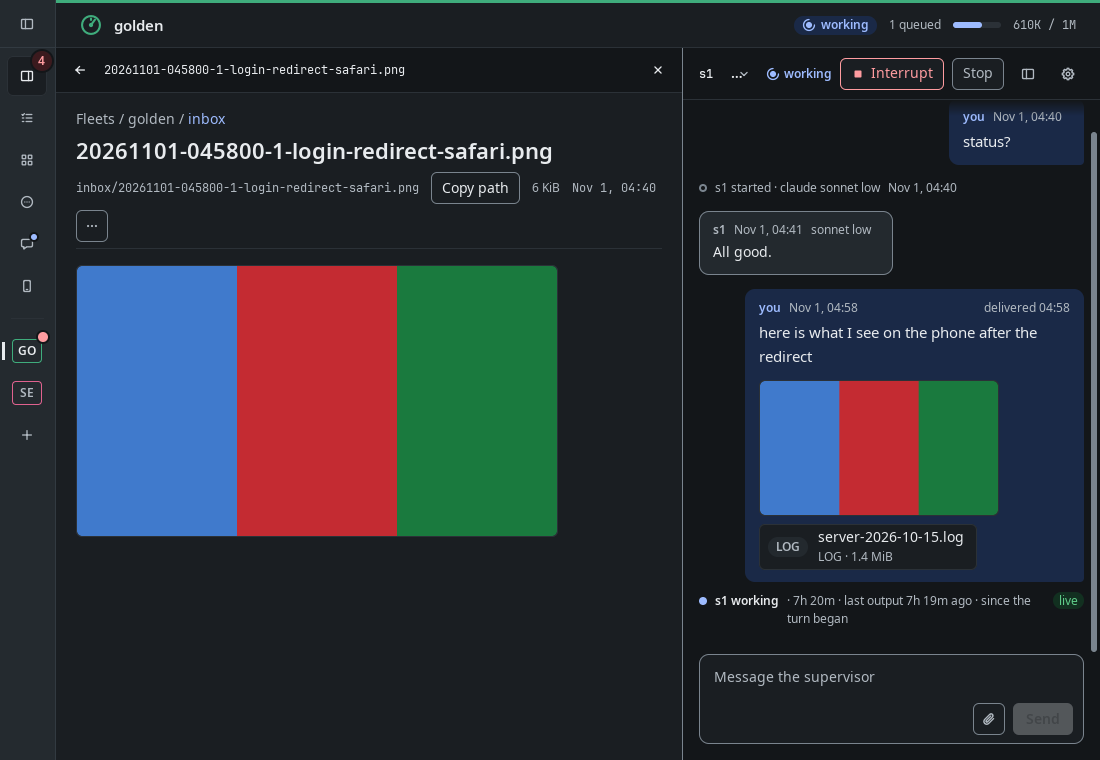 golden
working
1 queued
610K / 1M
4
GO
SE
20261101-045800-1-login-redirect-safari.png
Fleets / golden / inbox
20261101-045800-1-login-redirect-safari.png
inbox/20261101-045800-1-login-redirect-safari.png
Copy path
6 KiB
Nov 1, 04:40
...
s1
...
working
Interrupt
Stop
you Nov 1, 04:40
status?
s1 started · claude sonnet low Nov 1, 04:40
s1 Nov 1, 04:41 sonnet low
All good.
you Nov 1, 04:58 delivered 04:58
here is what I see on the phone after the
redirect
LOG
server-2026-10-15.log
LOG · 1.4 MiB
s1 working · 7h 20m · last output 7h 19m ago · since the
turn began
live
Message the supervisor
Send